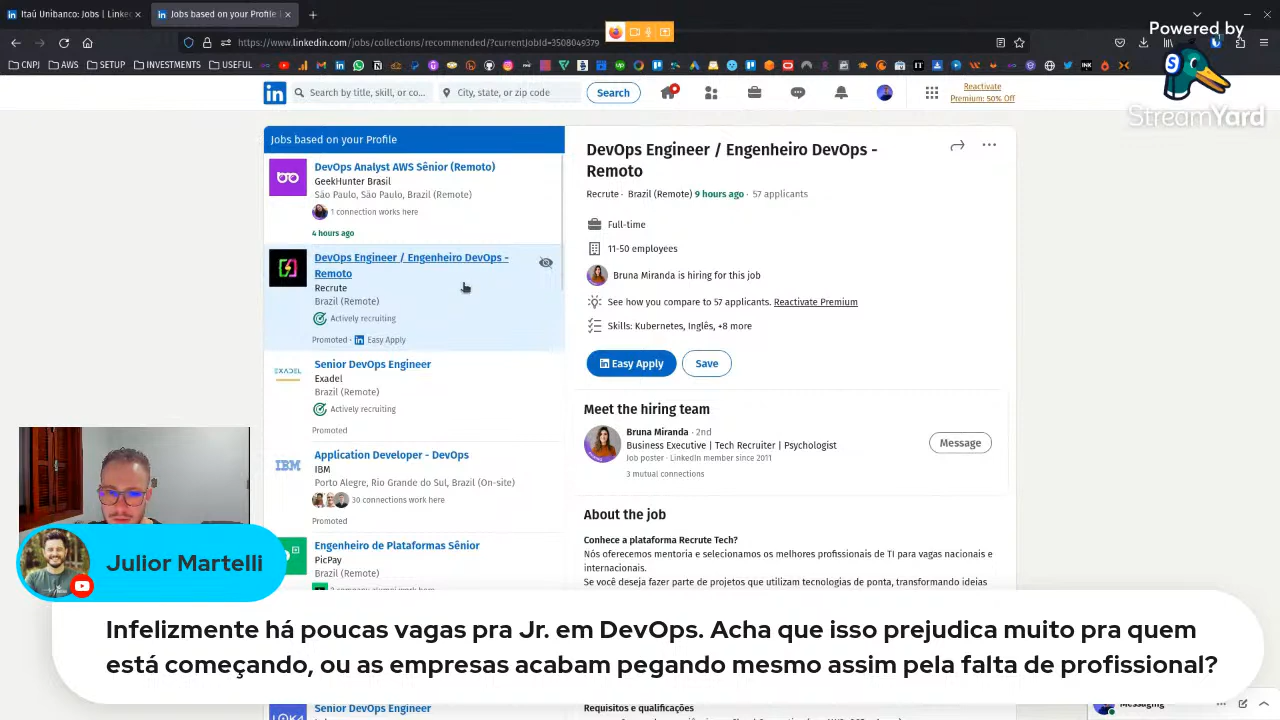 Itaú Unibanco: Jobs | Linke
Jobs based on your Profile |
Powered by
StreamYard
https://www.linkedin.com/jobs/collections/recommended/?currentJobId=3508049379
CNPJ
AWS
SETUP
INVESTMENTS
USEFUL
Search by title, skill, or co...
City, state, or zip code
Search
Reactivate
Premium: 50% Off
Jobs based on your Profile
DevOps Analyst AWS Sênior (Remoto)
GeekHunter Brasil
São Paulo, São Paulo, Brazil (Remote)
1 connection works here
4 hours ago
DevOps Engineer / Engenheiro DevOps -
Remoto
Recrute
Brazil (Remote)
Actively recruiting
Promoted · Easy Apply
EXADEL
Senior DevOps Engineer
Exadel
Brazil (Remote)
Actively recruiting
Promoted
IBM
Application Developer - DevOps
IBM
Porto Alegre, Rio Grande do Sul, Brazil (On-site)
30 connections work here
Promoted
Engenheiro de Plataformas Sênior
PicPay
Brazil (Remote)
Senior DevOps Engineer
DevOps Engineer / Engenheiro DevOps -
Remoto
Recrute · Brazil (Remote) 9 hours ago · 57 applicants
Full-time
11-50 employees
Bruna Miranda is hiring for this job
See how you compare to 57 applicants. Reactivate Premium
Skills: Kubernetes, Inglês, +8 more
Easy Apply
Save
Meet the hiring team
Bruna Miranda · 2nd
Business Executive | Tech Recruiter | Psychologist
Job poster · LinkedIn member since 2011
3 mutual connections
Message
About the job
Conhece a plataforma Recrute Tech?
Nós oferecemos mentoria e selecionamos os melhores profissionais de TI para vagas nacionais e
internacionais.
Se você deseja fazer parte de projetos que utilizam tecnologias de ponta, transformando ideias
Requisitos e qualificações
Messaging
Julior Martelli
Infelizmente há poucas vagas pra Jr. em DevOps. Acha que isso prejudica muito pra quem
está começando, ou as empresas acabam pegando mesmo assim pela falta de profissional?